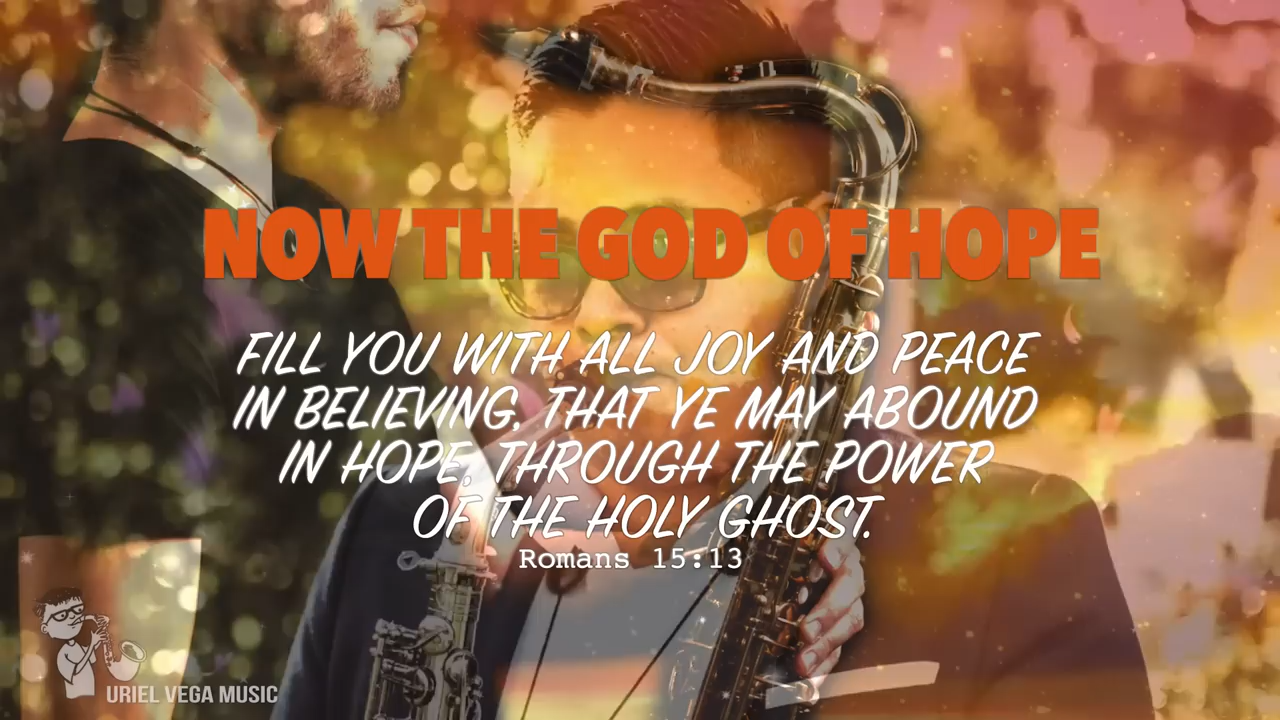 NOW THE GOD OF HOPE
FILL YOU WITH ALL JOY AND PEACE
IN BELIEVING, THAT YE MAY ABOUND
IN HOPE, THROUGH THE POWER
OF THE HOLY GHOST.
Romans 15:13
URIEL VEGA MUSIC